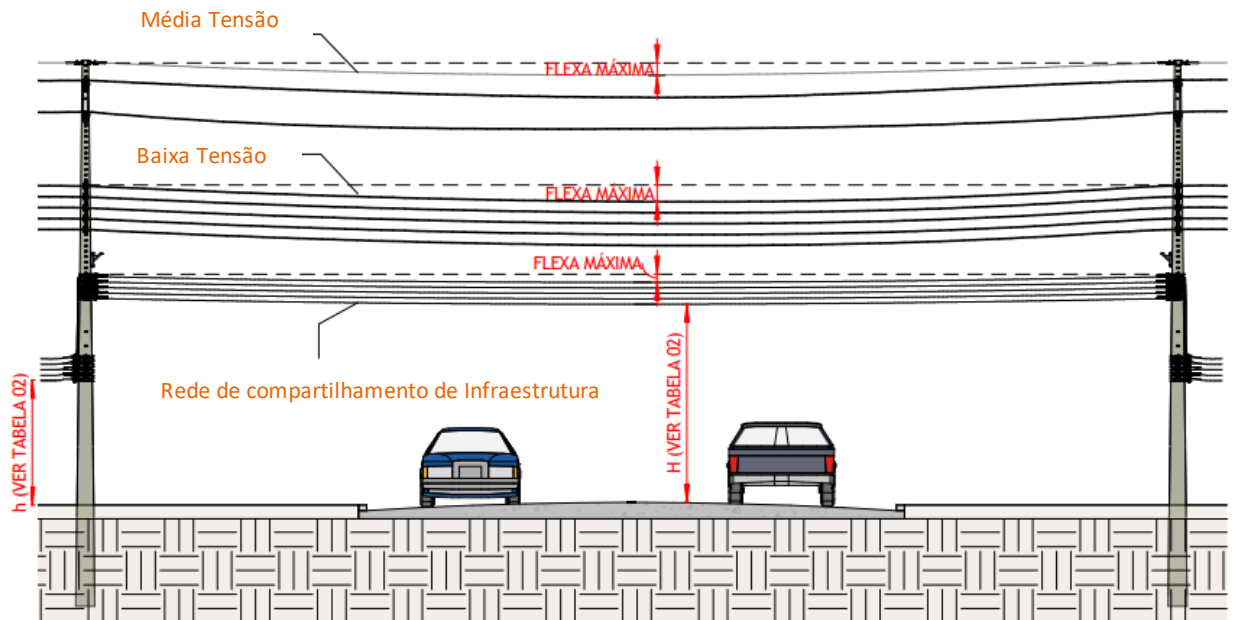 Média Tensão
FLEXA MÁXIMA
Baixa Tensão
FLEXA MÁXIMA
FLEXA MÁXIMA
H (VER TABELA 02)
Rede de compartilhamento de Infraestrutura
h (VER TABELA 02)